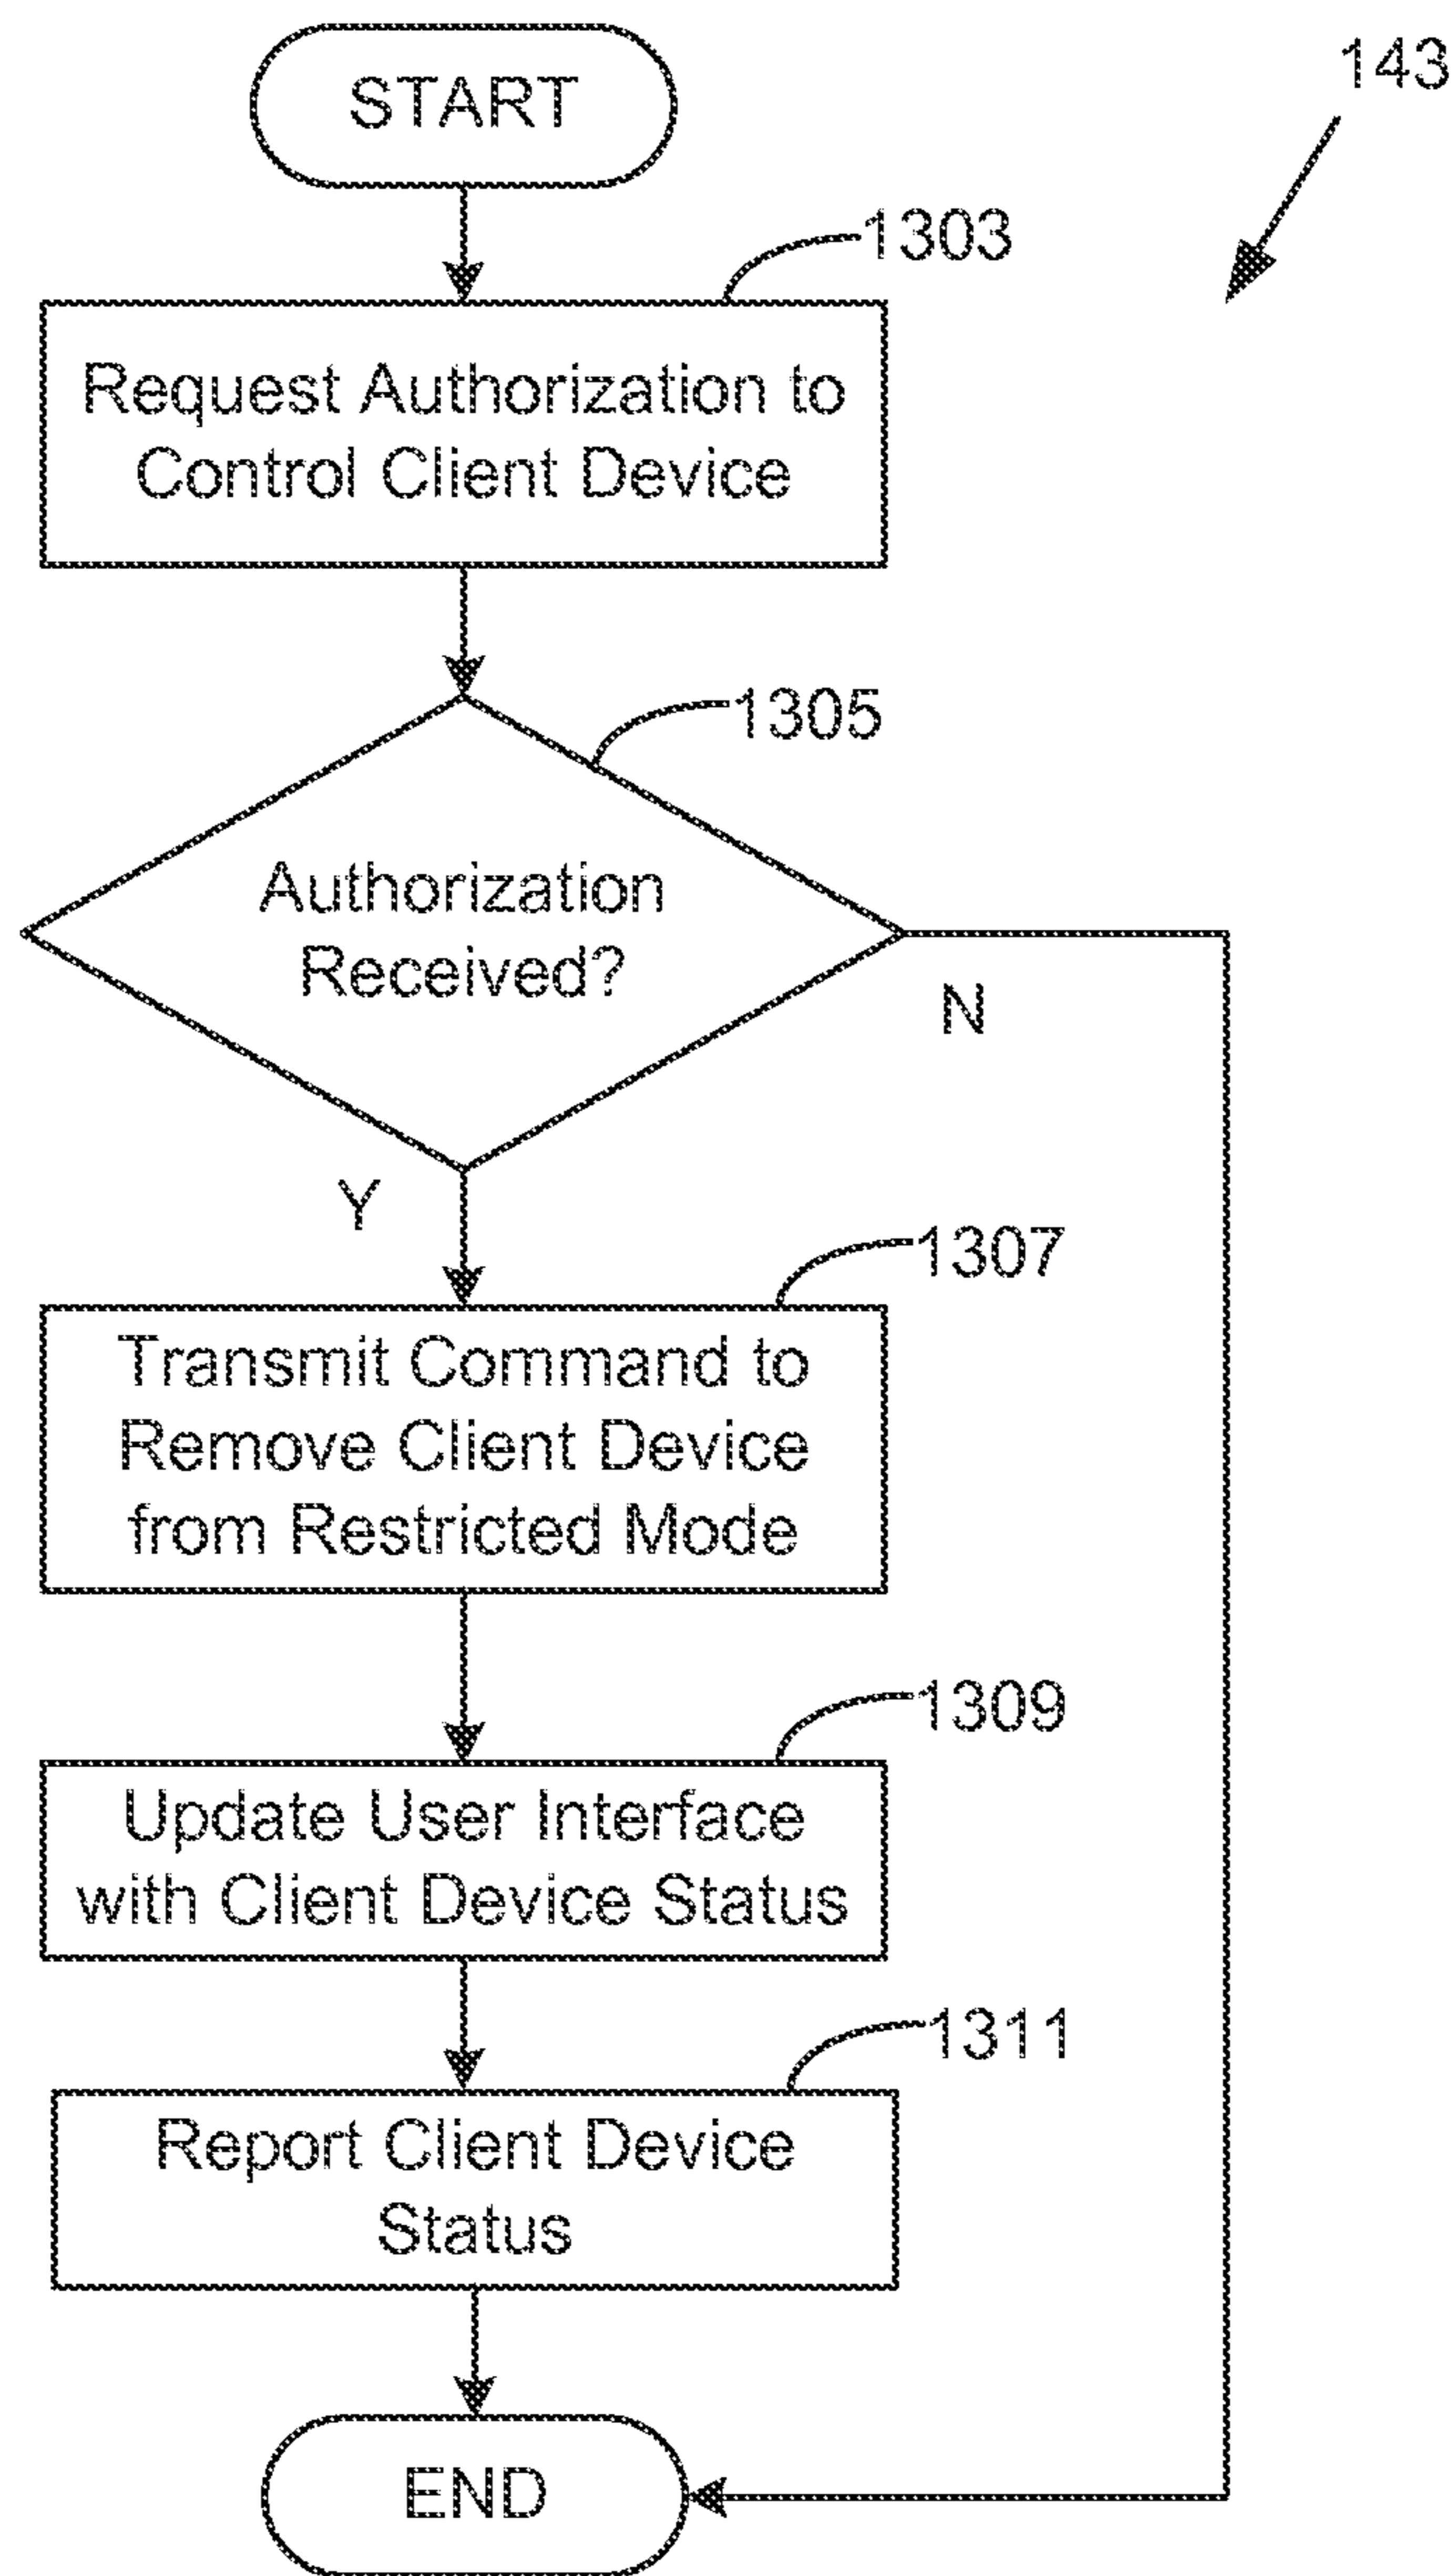 START
143
1303
Request Authorization to
Control Client Device
1305
Authorization
Received?
N
Y
1307
Transmit Command to
Remove Client Device
from Restricted Mode
1309
Update User Interface
with Client Device Status
1311
Report Client Device
Status
END